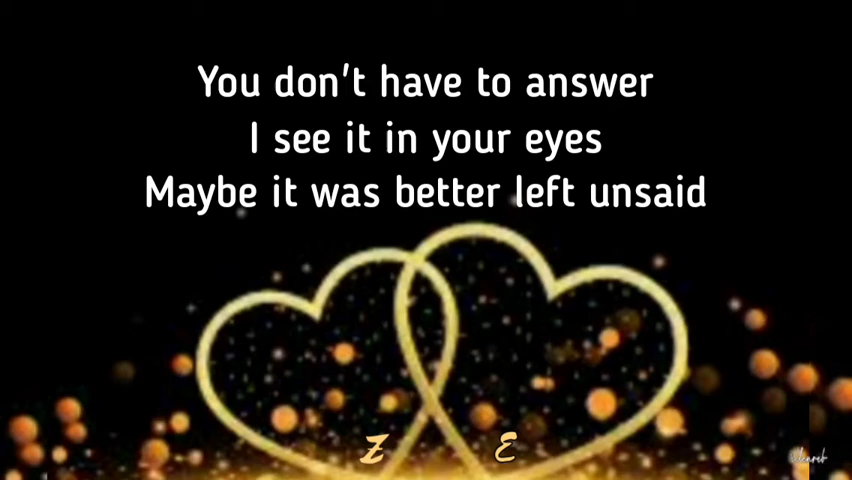 You don't have to answer
I see it in your eyes
Maybe it was better left unsaid
Z E